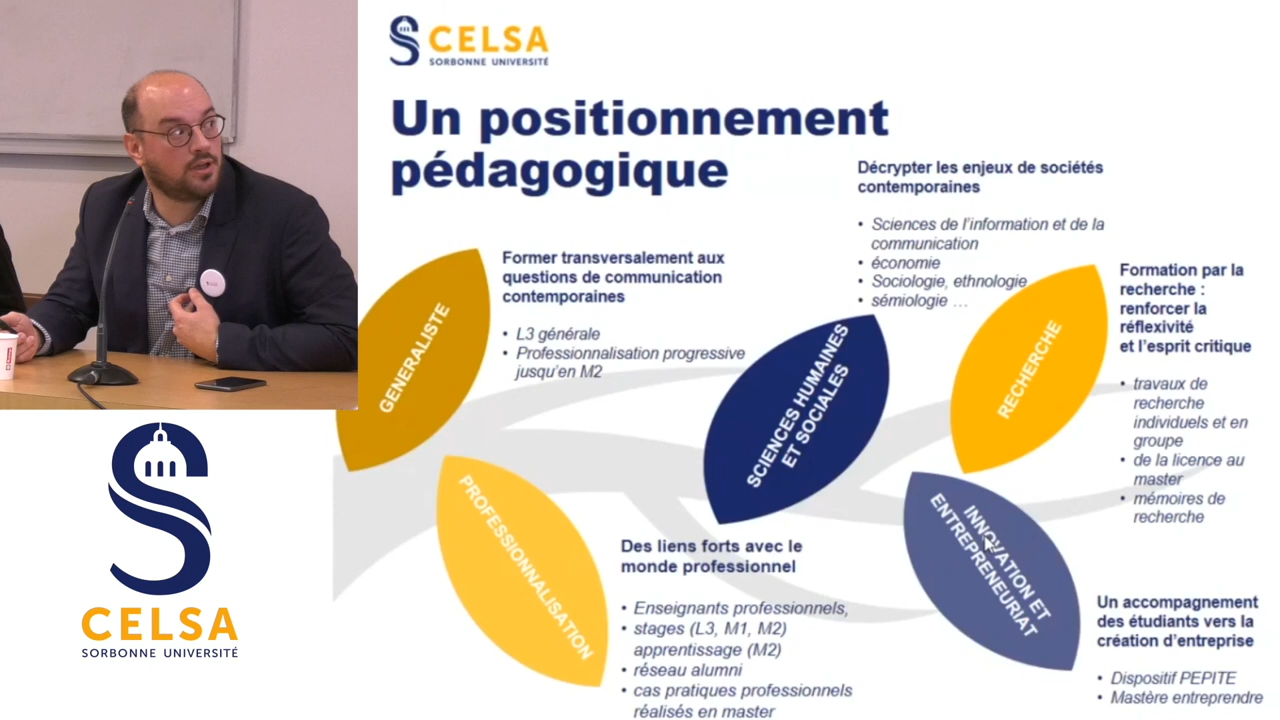 CELSA
SORBONNE UNIVERSITÉ
Un positionnement
pédagogique
GENERALISTE
Former transversalement aux
questions de communication
contemporaines
• L3 générale
• Professionnalisation progressive
jusqu'en M2
PROFESSIONNALISATION
Des liens forts avec le
monde professionnel
• Enseignants professionnels,
• stages (L3, M1, M2)
apprentissage (M2)
• réseau alumni
• cas pratiques professionnels
réalisés en master
SCIENCES HUMAINES
ET SOCIALES
Décrypter les enjeux de sociétés
contemporaines
• Sciences de l'information et de la
communication
• économie
• Sociologie, ethnologie
• sémiologie …
RECHERCHE
Formation par la
recherche :
renforcer la
réflexivité
et l'esprit critique
• travaux de
recherche
individuels et en
groupe
• de la licence au
master
• mémoires de
recherche
INNOVATION ET
ENTREPRENEURIAT
Un accompagnement
des étudiants vers la
création d'entreprise
• Dispositif PEPITE
• Mastère entreprendre
CELSA
SORBONNE UNIVERSITÉ